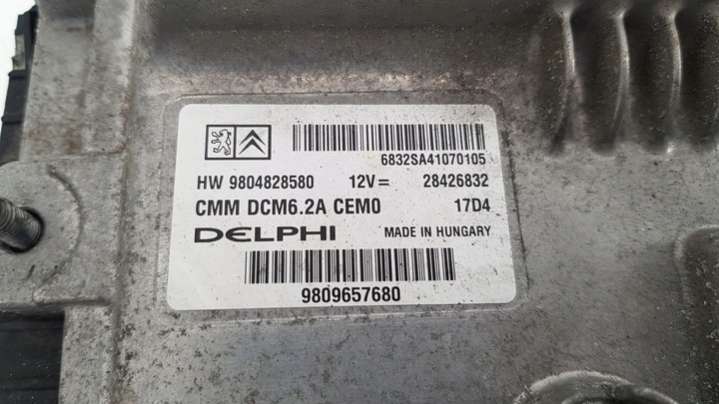 6832SA41070105
HW 9804828580 12V= 28426832
CMM DCM6.2A CEM0 17D4
DELPHI MADE IN HUNGARY
9809657680